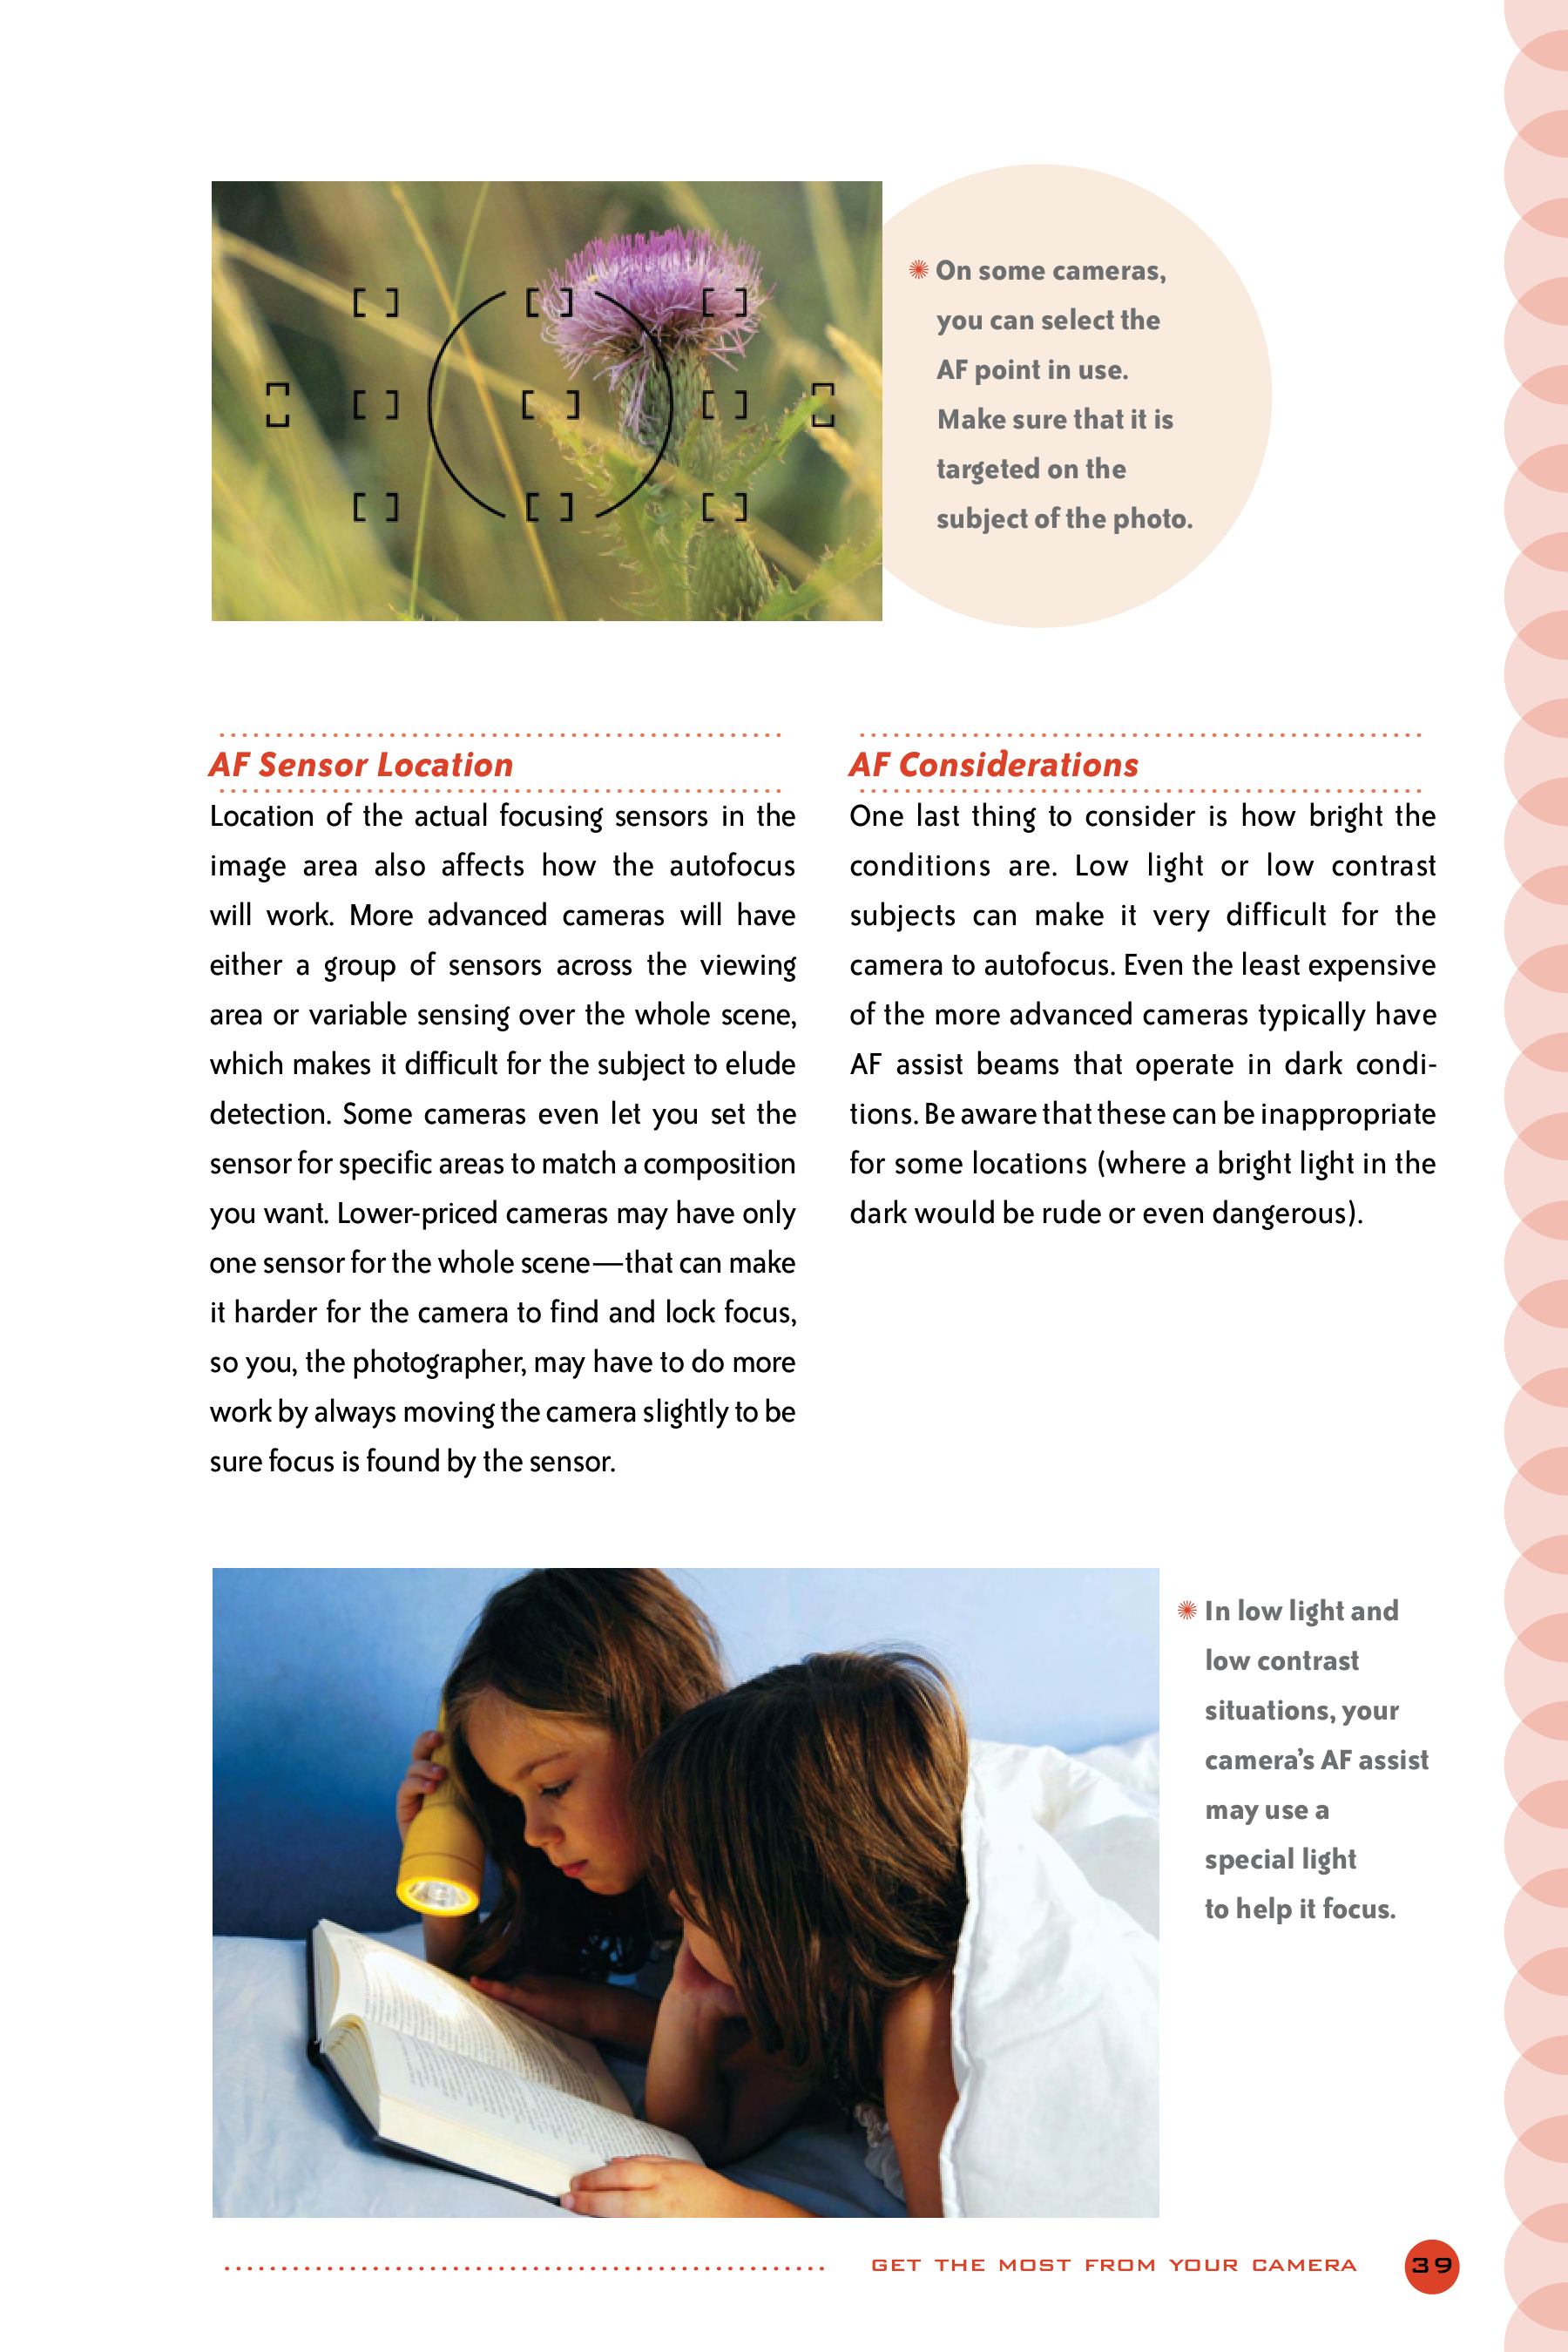 On some cameras,
you can select the
AF point in use.
Make sure that it is
targeted on the
subject of the photo.
AF Sensor Location
Location of the actual focusing sensors in the
image area also affects how the autofocus
will work. More advanced cameras will have
either a group of sensors across the viewing
area or variable sensing over the whole scene,
which makes it difficult for the subject to elude
detection. Some cameras even let you set the
sensor for specific areas to match a composition
you want. Lower-priced cameras may have only
one sensor for the whole scene—that can make
it harder for the camera to find and lock focus,
so you, the photographer, may have to do more
work by always moving the camera slightly to be
sure focus is found by the sensor.
AF Considerations
One last thing to consider is how bright the
conditions are. Low light or low contrast
subjects can make it very difficult for the
camera to autofocus. Even the least expensive
of the more advanced cameras typically have
AF assist beams that operate in dark condi-
tions. Be aware that these can be inappropriate
for some locations (where a bright light in the
dark would be rude or even dangerous).
In low light and
low contrast
situations, your
camera’s AF assist
may use a
special light
to help it focus.
GET THE MOST FROM YOUR CAMERA
39